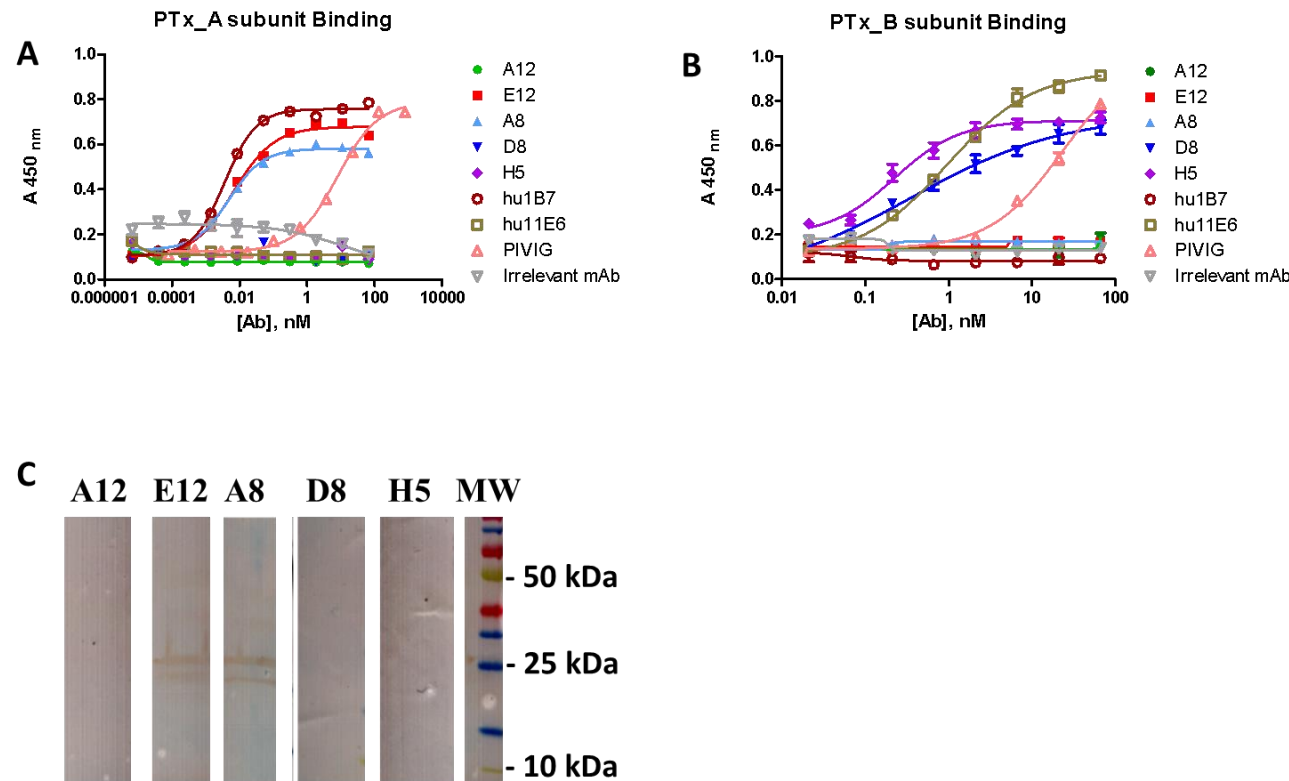 PTx_A subunit Binding
A
1.0
0.8
0.6
0.4
0.2
0.0
A 450 nm
0.000001 0.0001 0.01 1 100 10000
[Ab], nM
A12
E12
A8
D8
H5
hu1B7
hu11E6
PIVIG
Irrelevant mAb
PTx_B subunit Binding
B
1.0
0.8
0.6
0.4
0.2
0.0
A 450 nm
0.01 0.1 1 10 100
[Ab], nM
A12
E12
A8
D8
H5
hu1B7
hu11E6
PIVIG
Irrelevant mAb
C
A12 E12 A8 D8 H5 MW
- 50 kDa
- 25 kDa
- 10 kDa